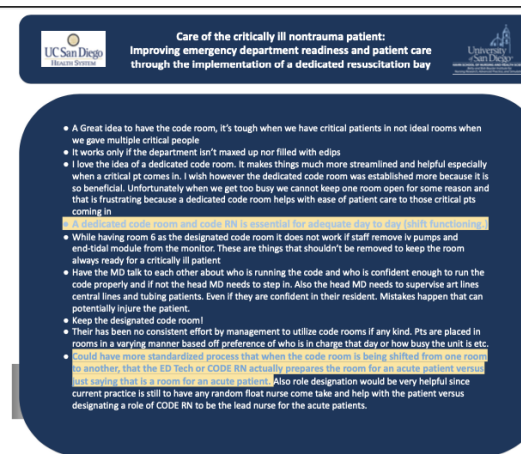 UC San Diego
HEALTH SYSTEM
Care of the critically ill nontrauma patient:
Improving emergency department readiness and patient care
through the implementation of a dedicated resuscitation bay
University
of San Diego
● A Great idea to have the code room, it's tough when we have critical patients in not ideal rooms when
we gave multiple critical people
● It works only if the department isn't maxed up nor filled with edips
● I love the idea of a dedicated code room. It makes things much more streamlined and helpful especially
when a critical pt comes in. I wish however the dedicated code room was established more because it is
so beneficial. Unfortunately when we get too busy we cannot keep one room open for some reason and
that is frustrating because a dedicated code room helps with ease of patient care to those critical pts
coming in
● A dedicated code room and code RN is essential for adequate day to day (shift functioning.)
● While having room 6 as the designated code room it does not work if staff remove iv pumps and
end-tidal module from the monitor. These are things that shouldn't be removed to keep the room
always ready for a critically ill patient
● Have the MD talk to each other about who is running the code and who is confident enough to run the
code properly and if not the head MD needs to step in. Also the head MD needs to supervise art lines
central lines and tubing patients. Even if they are confident in their resident. Mistakes happen that can
potentially injure the patient.
● Keep the designated code room!
● Their has been no consistent effort by management to utilize code rooms if any kind. Pts are placed in
rooms in a varying manner based off preference of who is in charge that day or how busy the unit is etc.
● Could have more standardized process that when the code room is being shifted from one room
to another, that the ED Tech or CODE RN actually prepares the room for an acute patient versus
just saying that is a room for an acute patient. Also role designation would be very helpful since
current practice is still to have any random float nurse come take and help with the patient versus
designating a role of CODE RN to be the lead nurse for the acute patients.